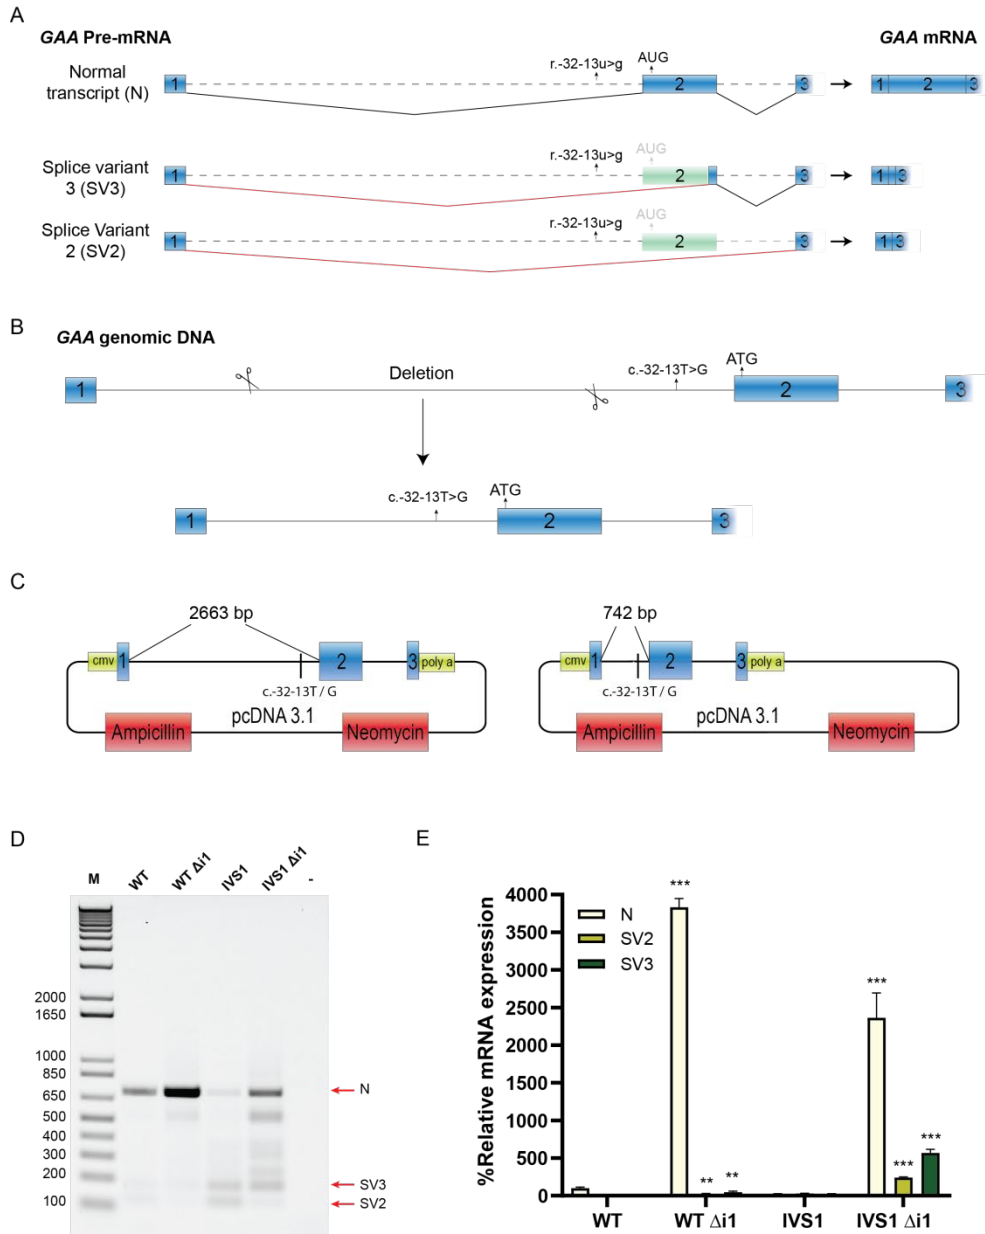 A
GAA Pre-mRNA
GAA mRNA
Normal
transcript (N)
1
r.-32-13u>g
AUG
2
3
1 2 3
Splice variant
3 (SV3)
1
r.-32-13u>g
AUG
2
3
1 3
Splice Variant
2 (SV2)
1
r.-32-13u>g
AUG
2
3
1 3
B
GAA genomic DNA
1
Deletion
c.-32-13T>G
ATG
2
3
1
c.-32-13T>G
ATG
2
3
C
2663 bp
cmv 1 2 3 poly a
c.-32-13T / G
pcDNA 3.1
Ampicillin
Neomycin
742 bp
cmv 1 2 3 poly a
c.-32-13T / G
pcDNA 3.1
Ampicillin
Neomycin
D
M WT WT Δi1 IVS1 IVS1 Δi1 -
2000
1650
1000
850
650
500
400
300
200
100
N
SV3
SV2
E
%Relative mRNA expression
4000
3500
3000
2500
2000
1500
1000
500
0
N
SV2
SV3
***
**
**
***
***
***
WT WT Δi1 IVS1 IVS1 Δi1